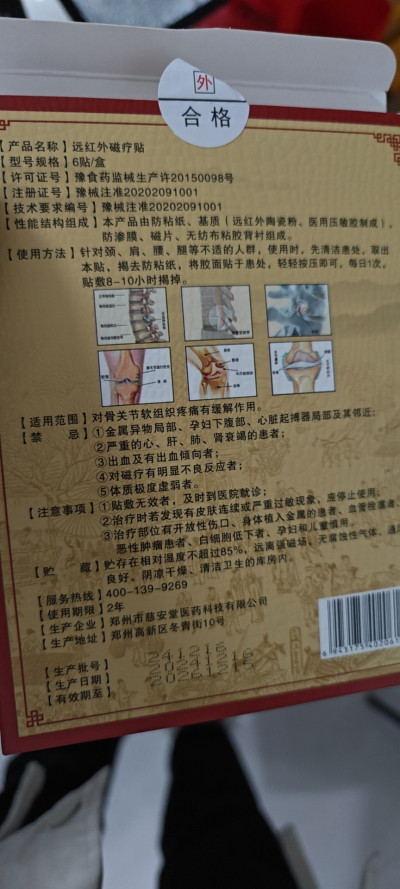 外
合格
【产品名称】远红外磁疗贴
【型号规格】6贴/盒
【许可证号】豫食药监械生产许20150098号
【注册证号】豫械注准20202091001
【技术要求编号】豫械注准20202091001
【性能结构组成】本产品由防粘纸、基质（远红外陶瓷粉、医用压敏胶制成）、
防渗膜、磁片、无纺布粘胶背衬组成。
【使用方法】针对颈、肩、腰、腿等不适的人群，使用时，先清洁患处，取出
本贴，揭去防粘纸，将胶面贴于患处，轻轻按压即可，每日1次，
贴敷8-10小时揭掉。
【适用范围】对骨关节软组织疼痛有缓解作用。
【禁 忌】①金属异物局部、孕妇下腹部、心脏起搏器局部及其邻近；
②严重的心、肝、肺、肾衰竭的患者；
③出血及有出血倾向者；
④对磁疗有明显不良反应者；
⑤体质极度虚弱者。
【注意事项】①贴敷无效者，及时到医院就诊；
②治疗时若发现有皮肤连续或严重过敏现象，应停止使用。
③治疗部位有开放性伤口、身体植入金属的患者、血管栓塞者、
恶性肿瘤患者、白细胞低下者、孕妇和儿童慎用。
【贮 藏】贮存在相对湿度不超过85%，远离强磁场、无腐蚀性气体、通风
良好、阴凉干燥、清洁卫生的库房内。
【服务热线】400-139-9269
【使用期限】2年
【生产企业】郑州市慈安堂医药科技有限公司
【生产地址】郑州高新区冬青街10号
【生产批号】
【生产日期】
【有效期至】